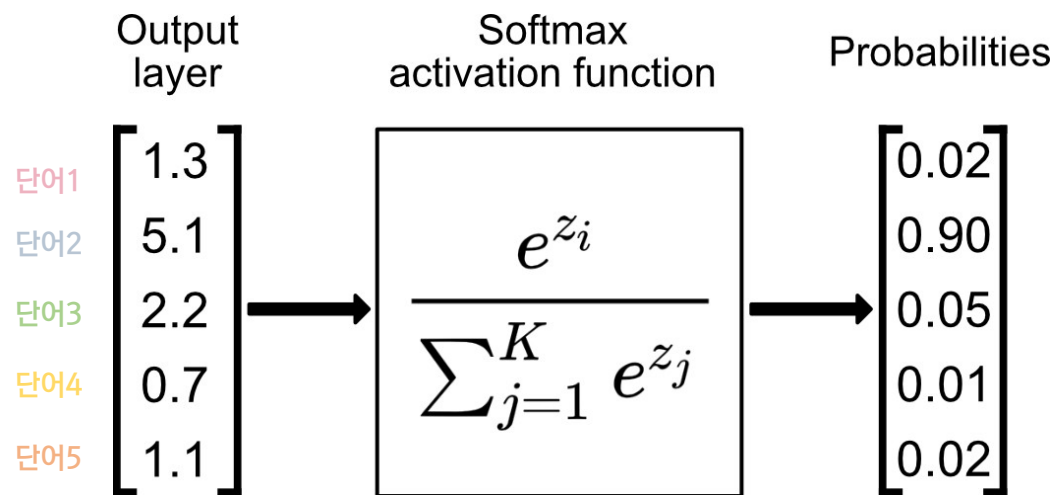 Output
layer
Softmax
activation function
Probabilities
단어1
단어2
단어3
단어4
단어5
1.3
5.1
2.2
0.7
1.1
e^{z_i}
∑_{j=1}^{K} e^{z_j}
0.02
0.90
0.05
0.01
0.02